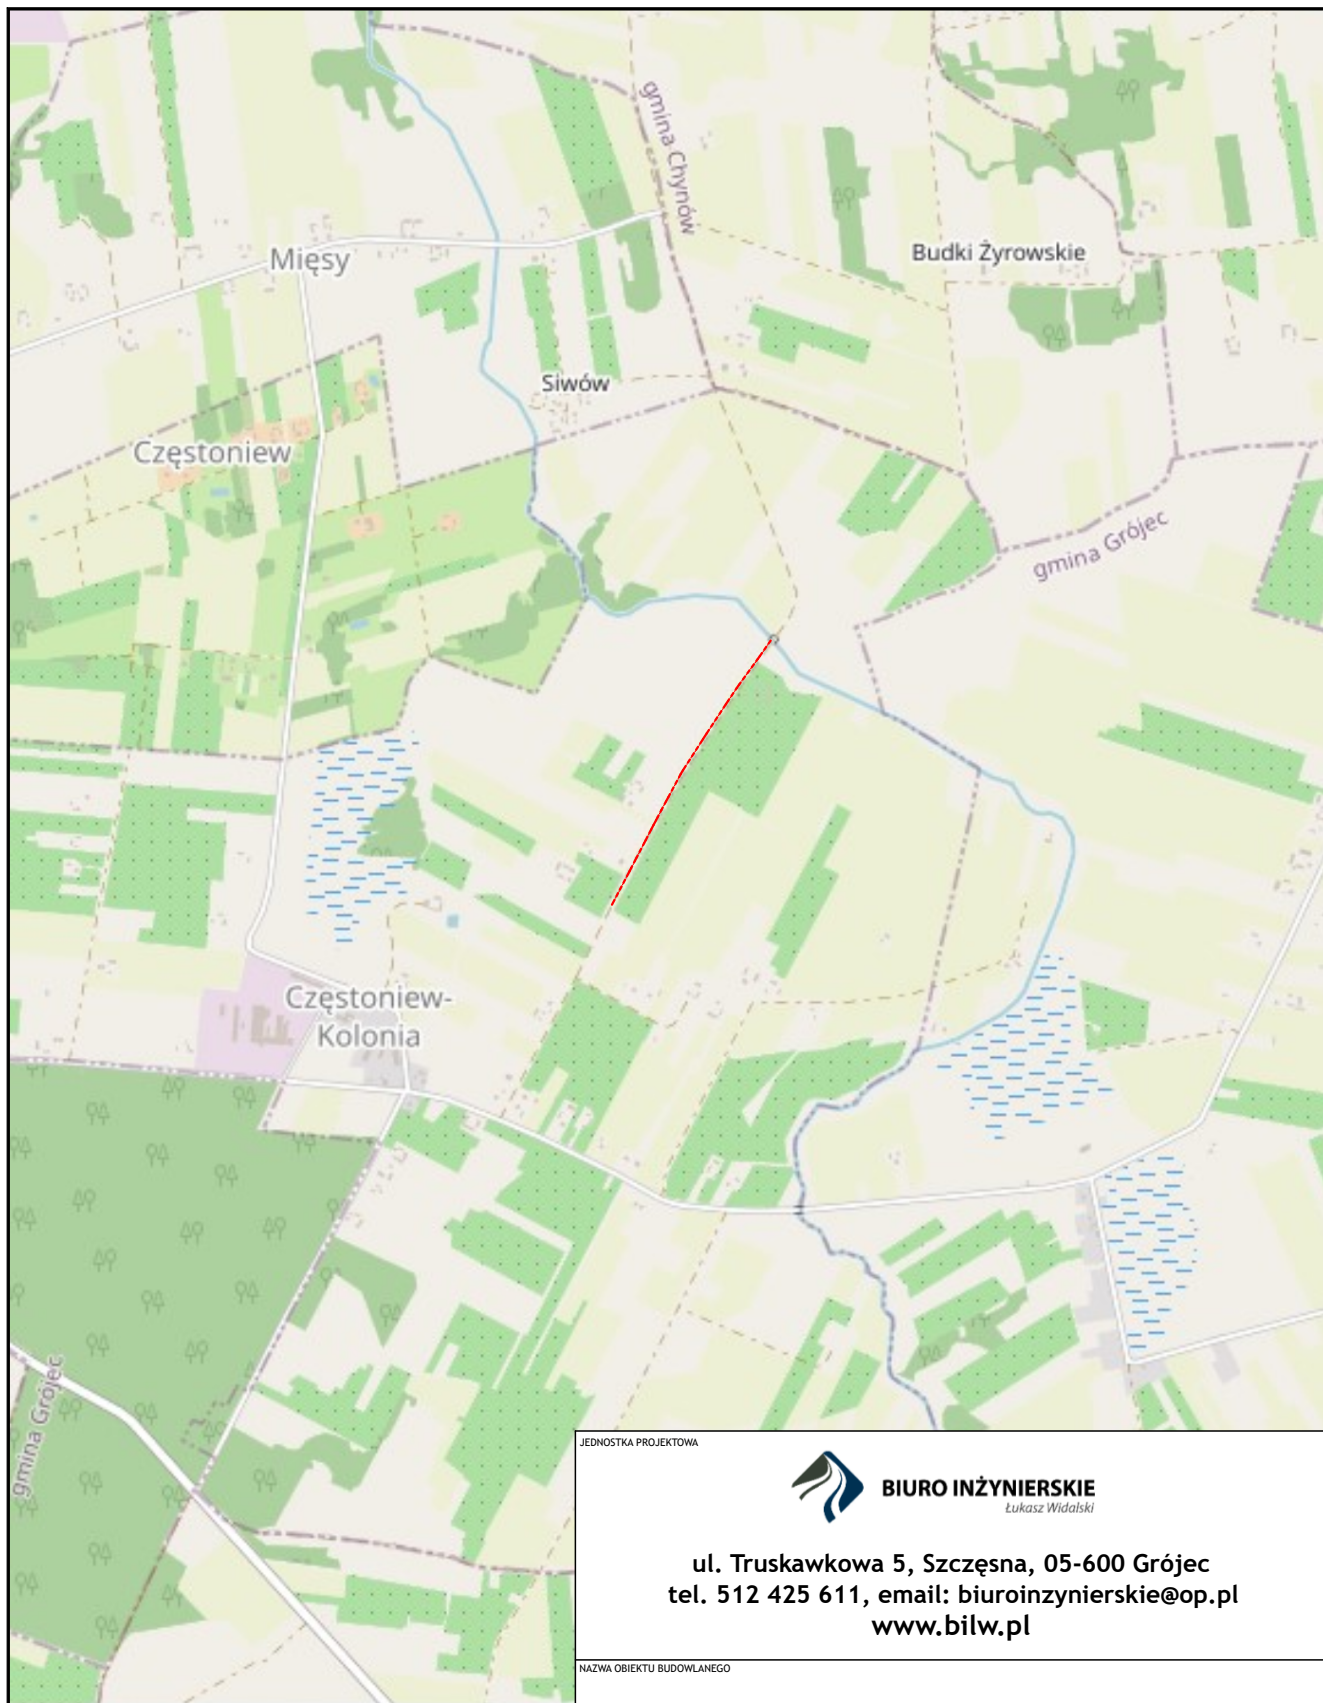 gmina Chynów
Mięsy
Budki Żyrowskie
Siwów
Częstoniew
gmina Grójec
Częstoniew-
Kolonia
gmina Grójec
JEDNOSTKA PROJEKTOWA
BIURO INŻYNIERSKIE
Łukasz Widalski
ul. Truskawkowa 5, Szczęsna, 05-600 Grójec
tel. 512 425 611, email: biuroinzynierskie@op.pl
www.bilw.pl
NAZWA OBIEKTU BUDOWLANEGO